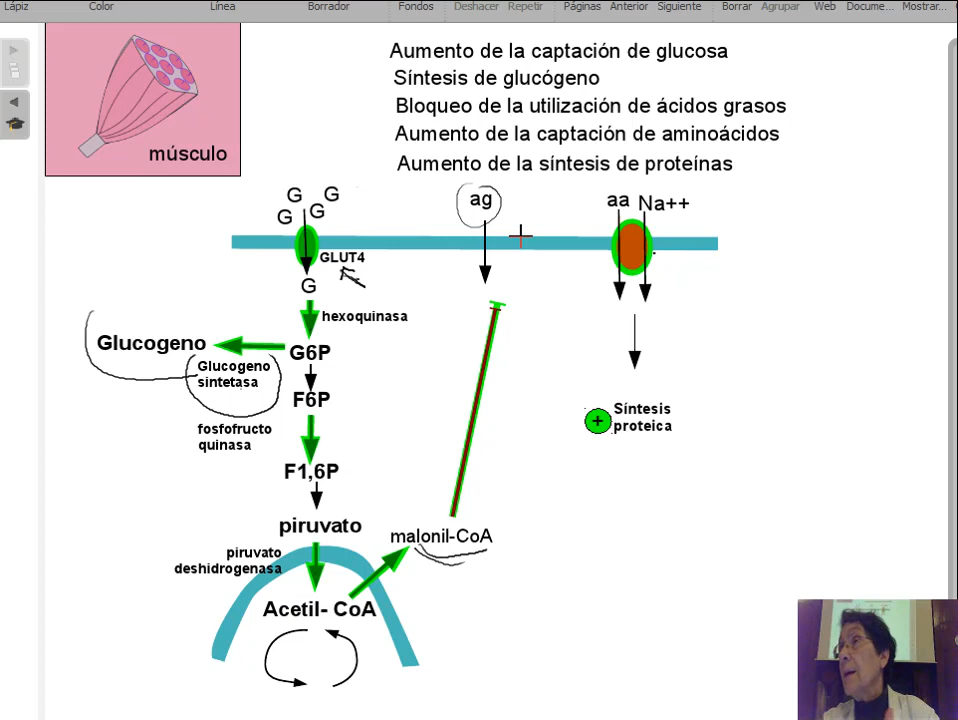 Lápiz Color Línea Borrador Fondos Deshacer Repetir Páginas Anterior Siguiente Borrar Agrupar Web Docume... Mostrar...
músculo
Aumento de la captación de glucosa
Síntesis de glucógeno
Bloqueo de la utilización de ácidos grasos
Aumento de la captación de aminoácidos
Aumento de la síntesis de proteínas
G G
G G
ag
aa Na++
GLUT4
G
hexoquinasa
Glucogeno
G6P
Glucogeno
sintetasa
F6P
fosfofructo
quinasa
F1,6P
piruvato
malonil-CoA
piruvato
deshidrogenasa
Acetil- CoA
+
Síntesis
proteica